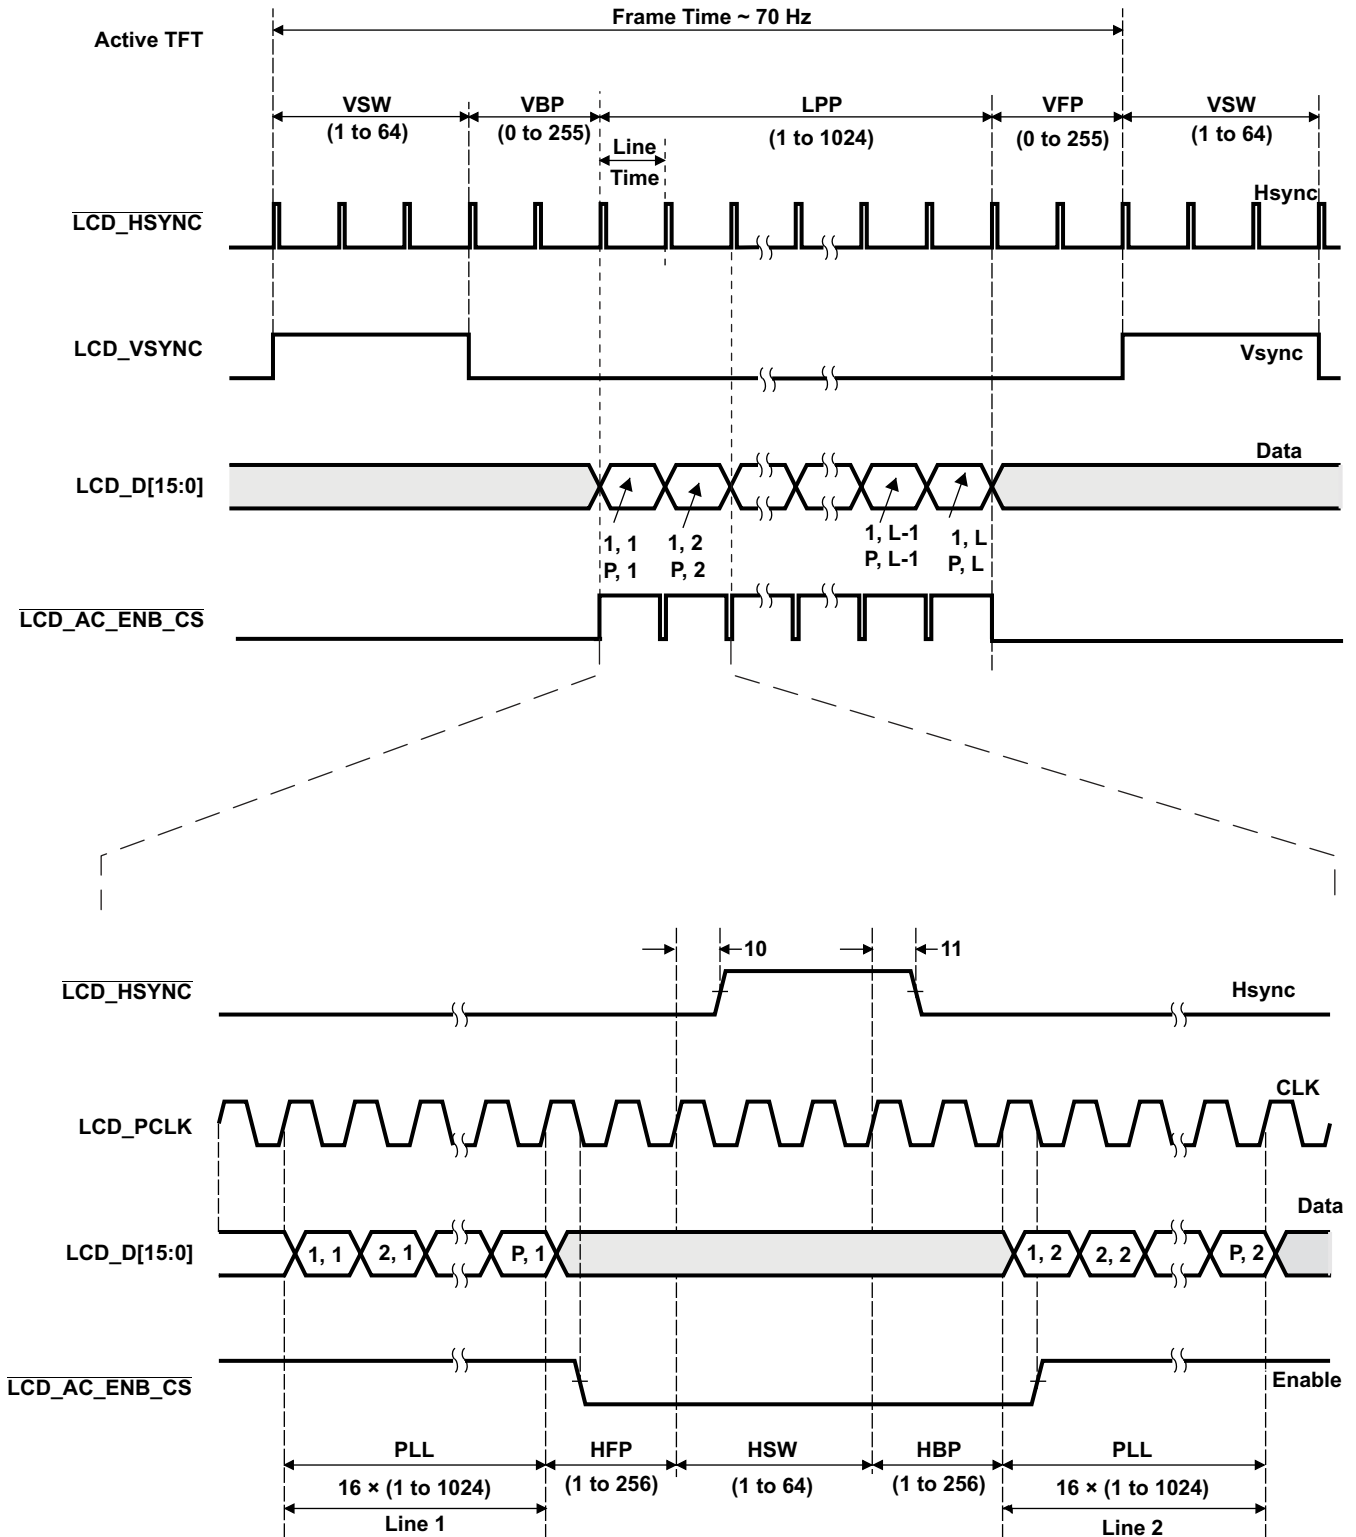 Frame Time ~ 70 Hz
Active TFT
VSW VBP LPP VFP VSW
(1 to 64) (0 to 255) (1 to 1024) (0 to 255) (1 to 64)
Line
Time
Hsync
LCD_HSYNC
LCD_VSYNC
Vsync
Data
LCD_D[15:0]
1, 1 1, 2 1, L-1 1, L
P, 1 P, 2 P, L-1 P, L
LCD_AC_ENB_CS
10 11
LCD_HSYNC
Hsync
CLK
LCD_PCLK
Data
LCD_D[15:0]
1, 1 2, 1 P, 1 1, 2 2, 2 P, 2
LCD_AC_ENB_CS
Enable
PLL HFP HSW HBP PLL
16 × (1 to 1024) (1 to 256) (1 to 64) (1 to 256) 16 × (1 to 1024)
Line 1 Line 2